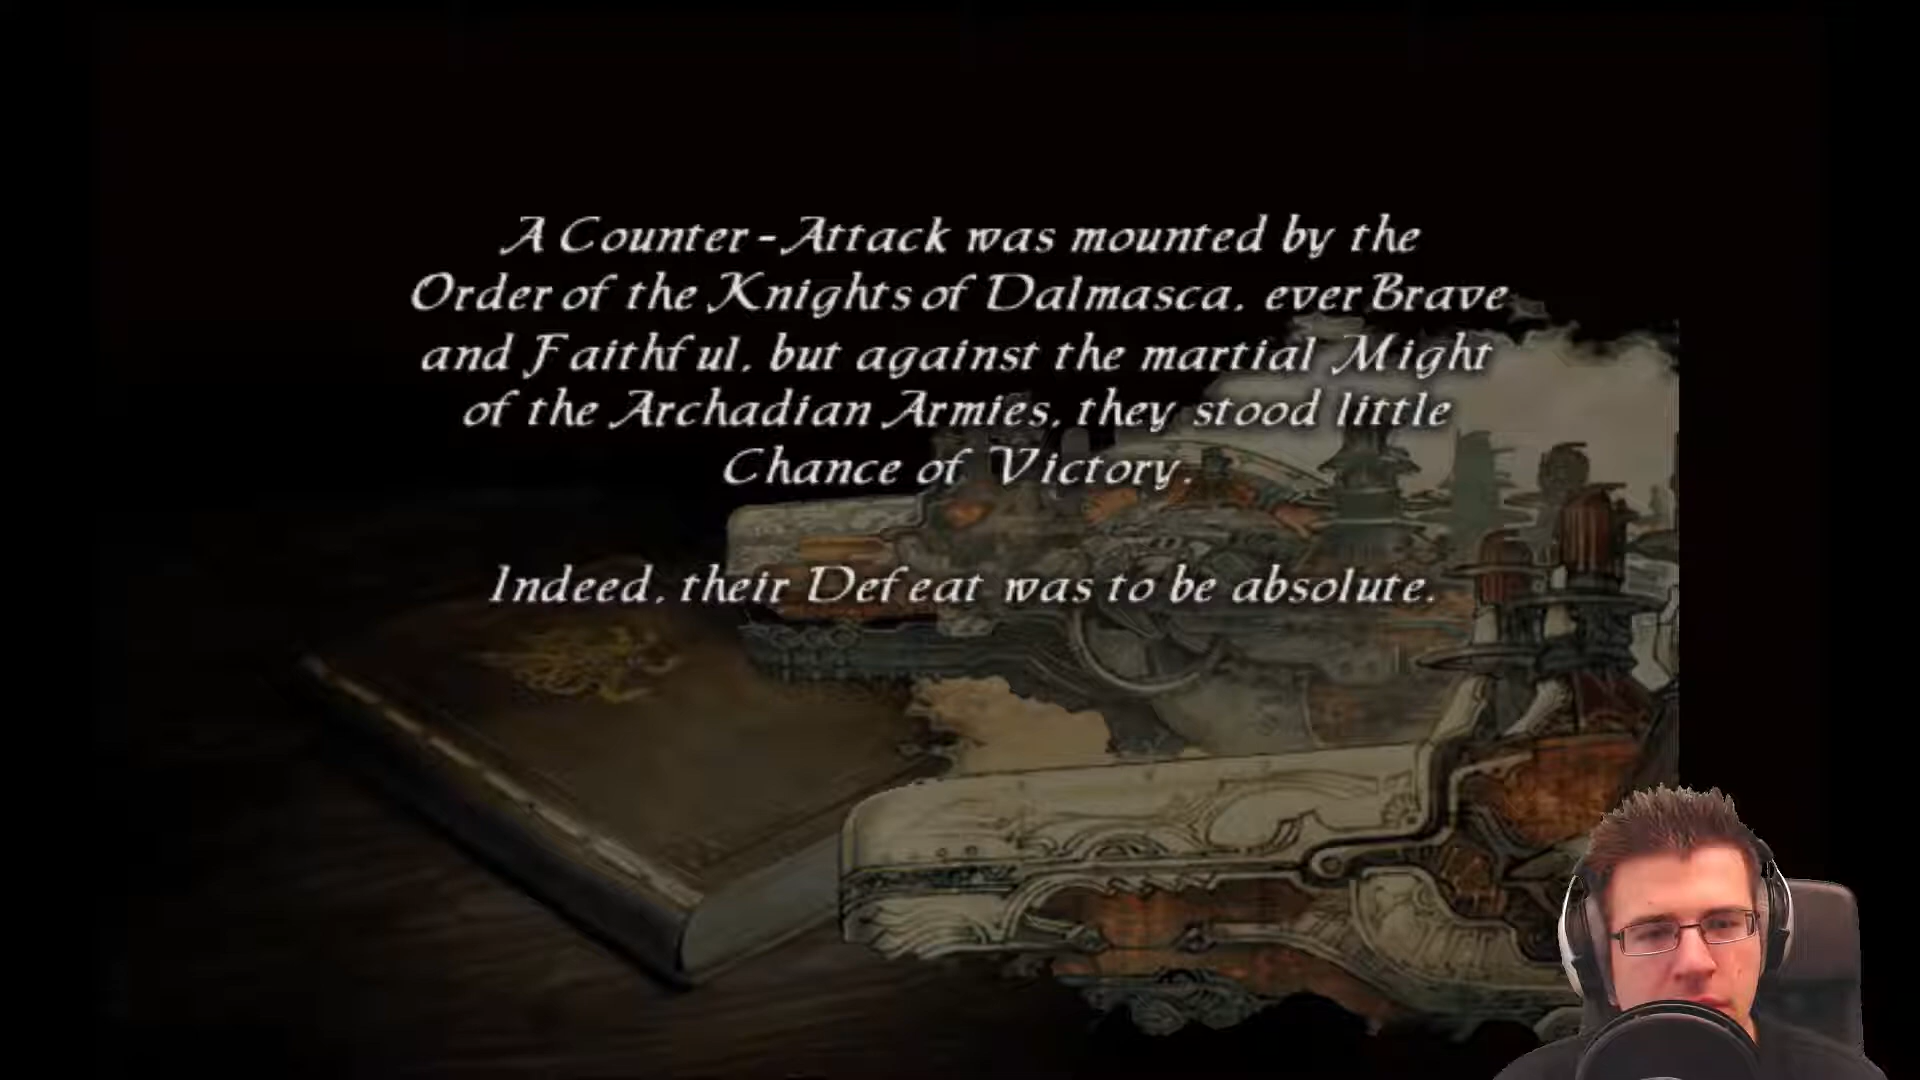 A Counter-Attack was mounted by the
Order of the Knights of Dalmasca, ever Brave
and Faithful, but against the martial Might
of the Archadian Armies, they stood little
Chance of Victory.
Indeed, their Defeat was to be absolute.